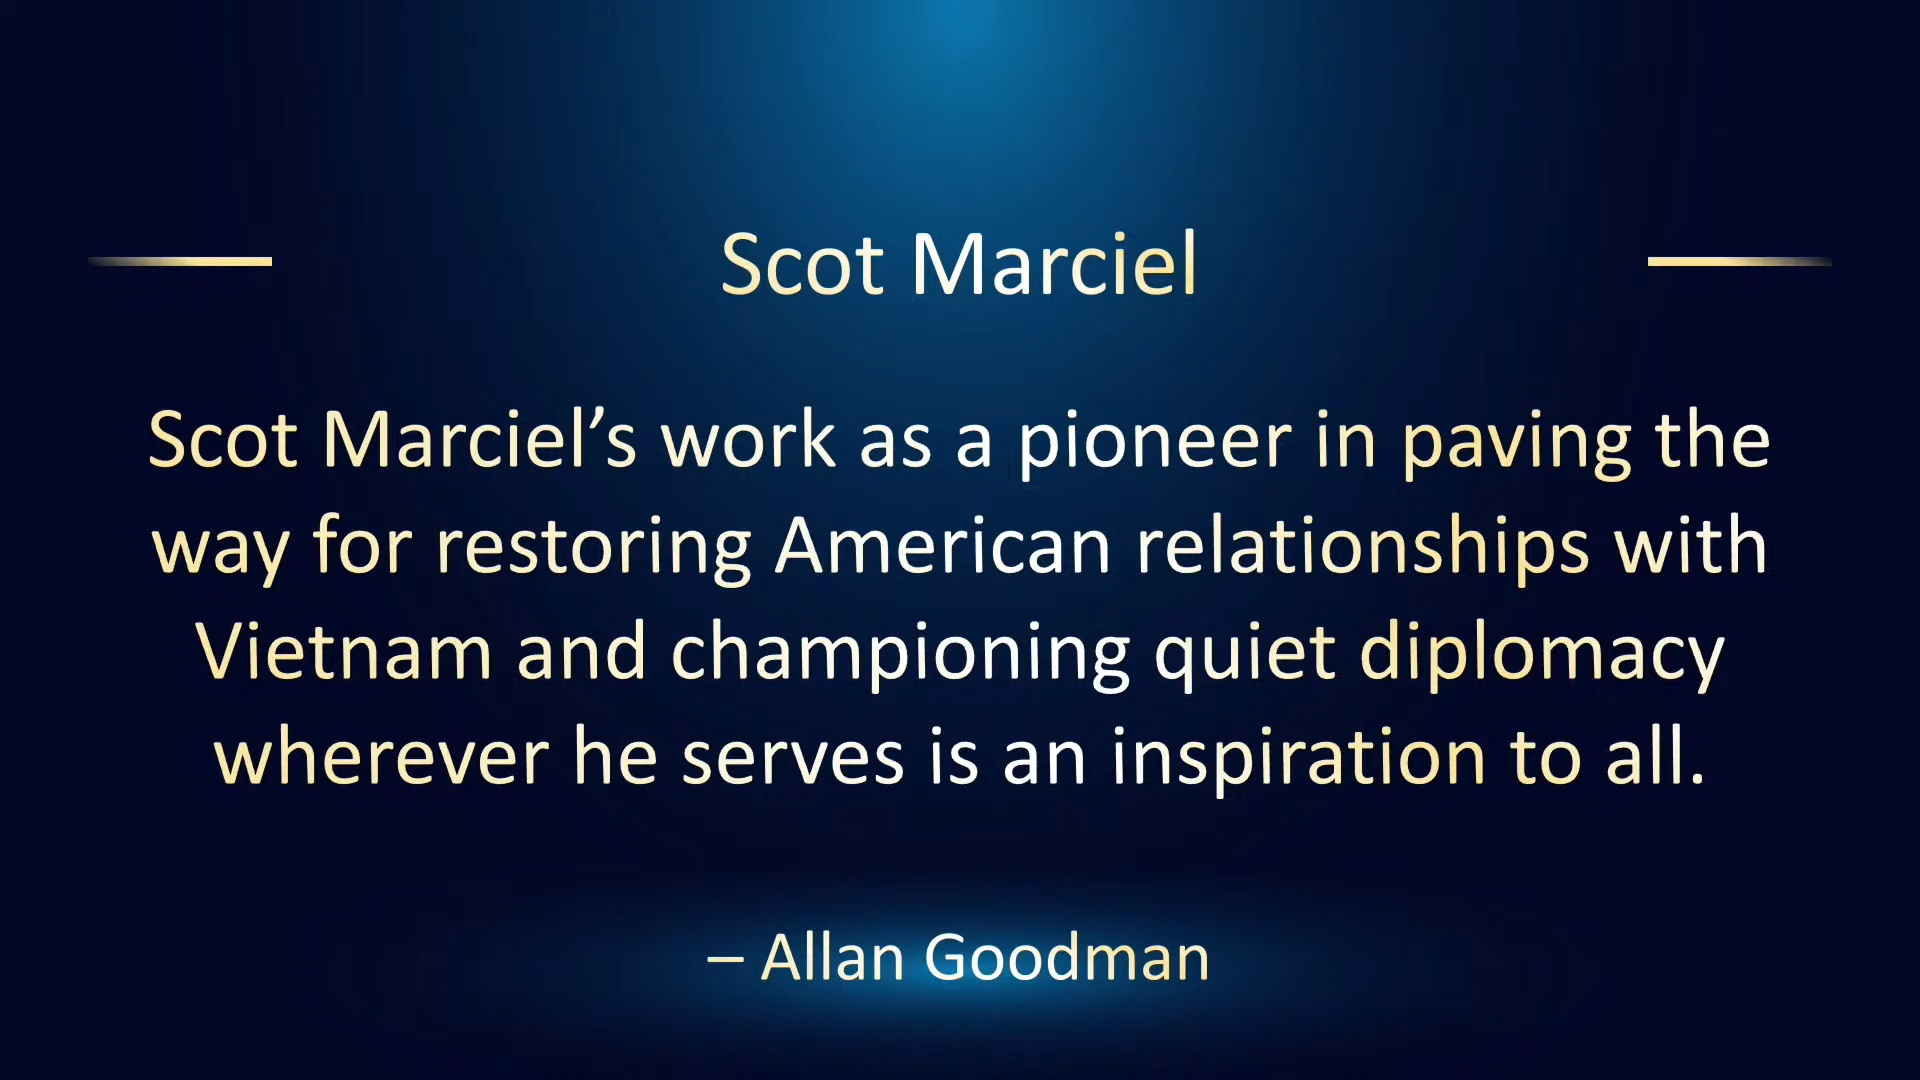 Scot Marciel
Scot Marciel’s work as a pioneer in paving the
way for restoring American relationships with
Vietnam and championing quiet diplomacy
wherever he serves is an inspiration to all.
– Allan Goodman